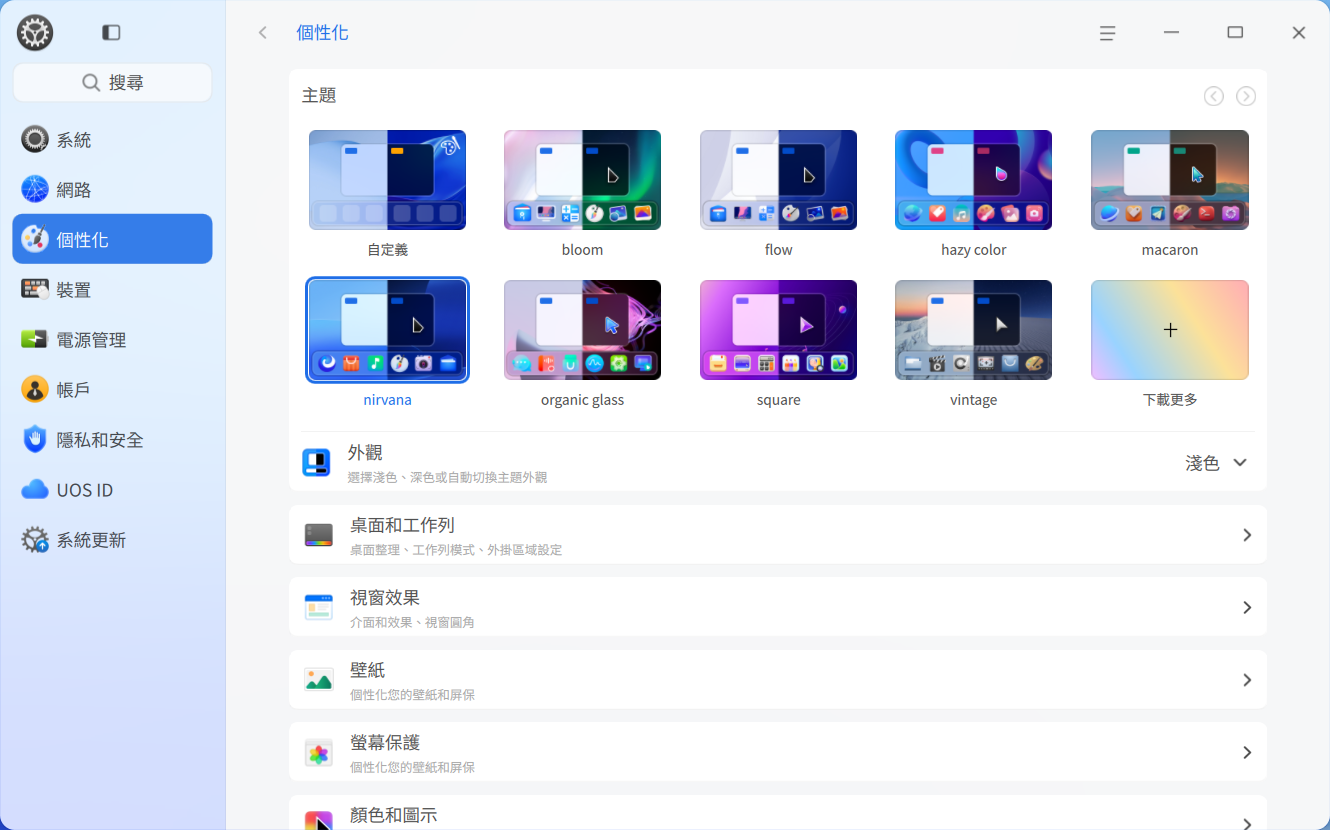 個性化
搜尋
系統
網路
個性化
裝置
電源管理
帳戶
隱私和安全
UOS ID
系統更新
主題
自定義
bloom
flow
hazy color
macaron
nirvana
organic glass
square
vintage
下載更多
外觀
選擇淺色、深色或自動切換主題外觀
淺色
桌面和工作列
桌面整理、工作列模式、外掛區域設定
視窗效果
介面和效果、視窗圓角
壁紙
個性化您的壁紙和屏保
螢幕保護
個性化您的壁紙和屏保
顏色和圖示